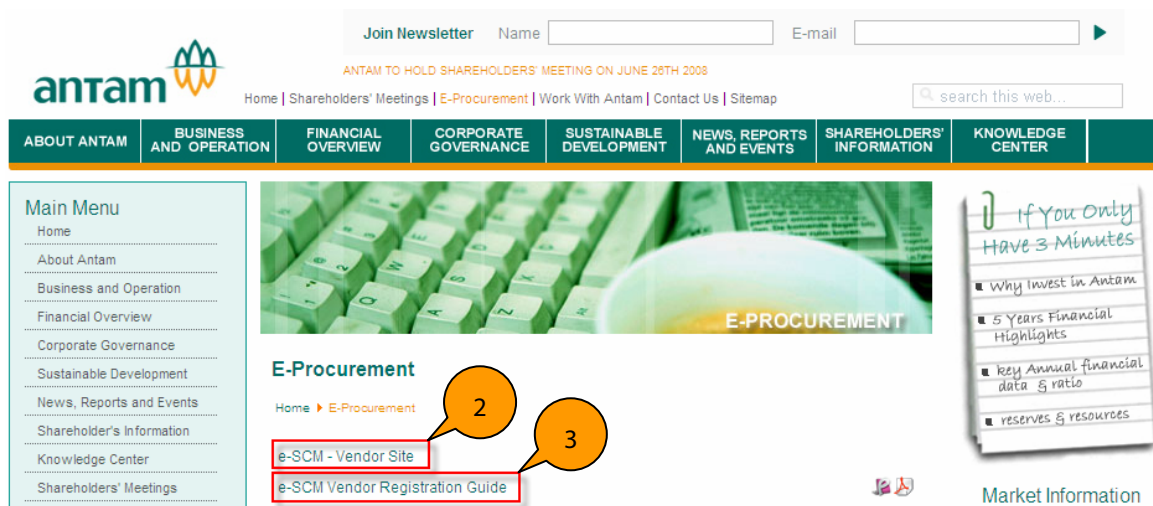 Join Newsletter Name E-mail
antam
ANTAM TO HOLD SHAREHOLDERS' MEETING ON JUNE 26TH 2008
Home | Shareholders' Meetings | E-Procurement | Work With Antam | Contact Us | Sitemap
search this web...
ABOUT ANTAM
BUSINESS
AND OPERATION
FINANCIAL
OVERVIEW
CORPORATE
GOVERNANCE
SUSTAINABLE
DEVELOPMENT
NEWS, REPORTS
AND EVENTS
SHAREHOLDERS'
INFORMATION
KNOWLEDGE
CENTER
Main Menu
Home
About Antam
Business and Operation
Financial Overview
Corporate Governance
Sustainable Development
News, Reports and Events
Shareholder's Information
Knowledge Center
Shareholders' Meetings
E-PROCUREMENT
E-Procurement
Home E-Procurement
2
3
e-SCM - Vendor Site
e-SCM Vendor Registration Guide
If You Only
Have 3 Minutes
Why Invest in Antam
5 Years Financial
Highlights
key Annual financial
data & ratio
reserves & resources
Market Information